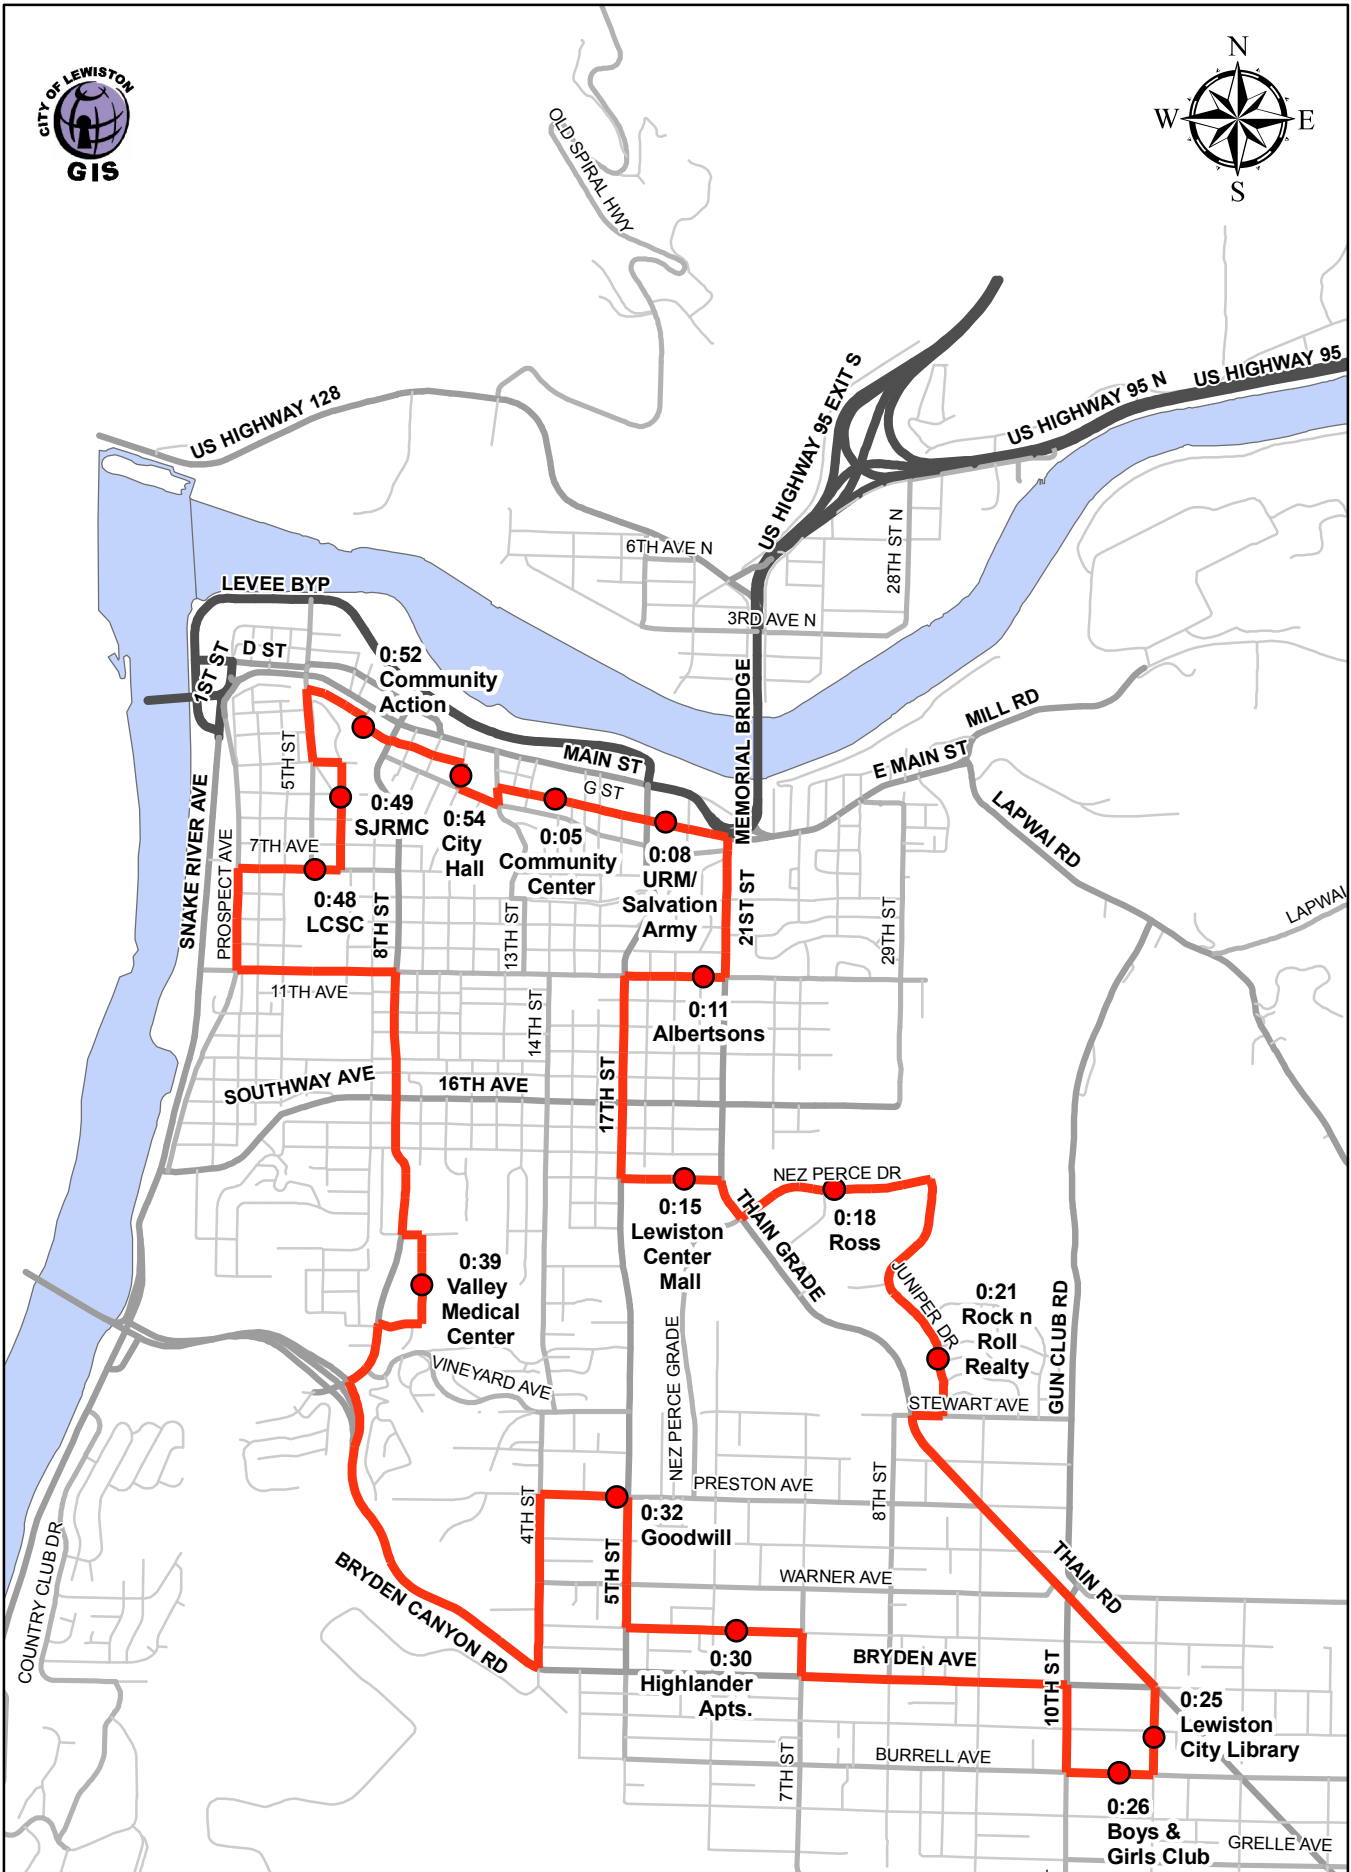 CITY OF LEWISTON
GIS
N
W
E
S
OLD SPIRAL HWY
US HIGHWAY 128
US HIGHWAY 95 EXIT S
US HIGHWAY 95 N
US HIGHWAY 95
6TH AVE N
28TH ST N
3RD AVE N
LEVEE BYP
D ST
1ST ST
0:52
Community
Action
MEMORIAL BRIDGE
MILL RD
E MAIN ST
MAIN ST
G ST
5TH ST
SNAKE RIVER AVE
0:49
SJRMC
0:54
City
Hall
0:05
Community
Center
0:08
URM/
Salvation
Army
LAPWAI RD
LAPWAI
7TH AVE
PROSPECT AVE
0:48
LCSC
8TH ST
13TH ST
21ST ST
29TH ST
11TH AVE
14TH ST
0:11
Albertsons
SOUTHWAY AVE
16TH AVE
17TH ST
NEZ PERCE DR
0:15
Lewiston
Center
Mall
THAIN GRADE
0:18
Ross
JUNIPER DR
0:21
Rock n
Roll
Realty
GUN CLUB RD
0:39
Valley
Medical
Center
VINEYARD AVE
NEZ PERCE GRADE
STEWART AVE
PRESTON AVE
8TH ST
4TH ST
0:32
Goodwill
COUNTRY CLUB DR
BRYDEN CANYON RD
5TH ST
WARNER AVE
THAIN RD
0:30
Highlander
Apts.
BRYDEN AVE
10TH ST
0:25
Lewiston
City Library
7TH ST
BURRELL AVE
0:26
Boys &
Girls Club
GRELLE AVE